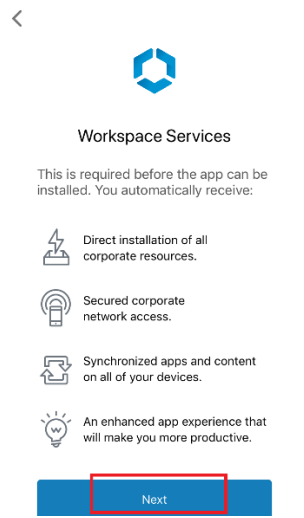 Workspace Services
This is required before the app can be
installed. You automatically receive:
Direct installation of all
corporate resources.
Secured corporate
network access.
Synchronized apps and content
on all of your devices.
An enhanced app experience that
will make you more productive.
Next